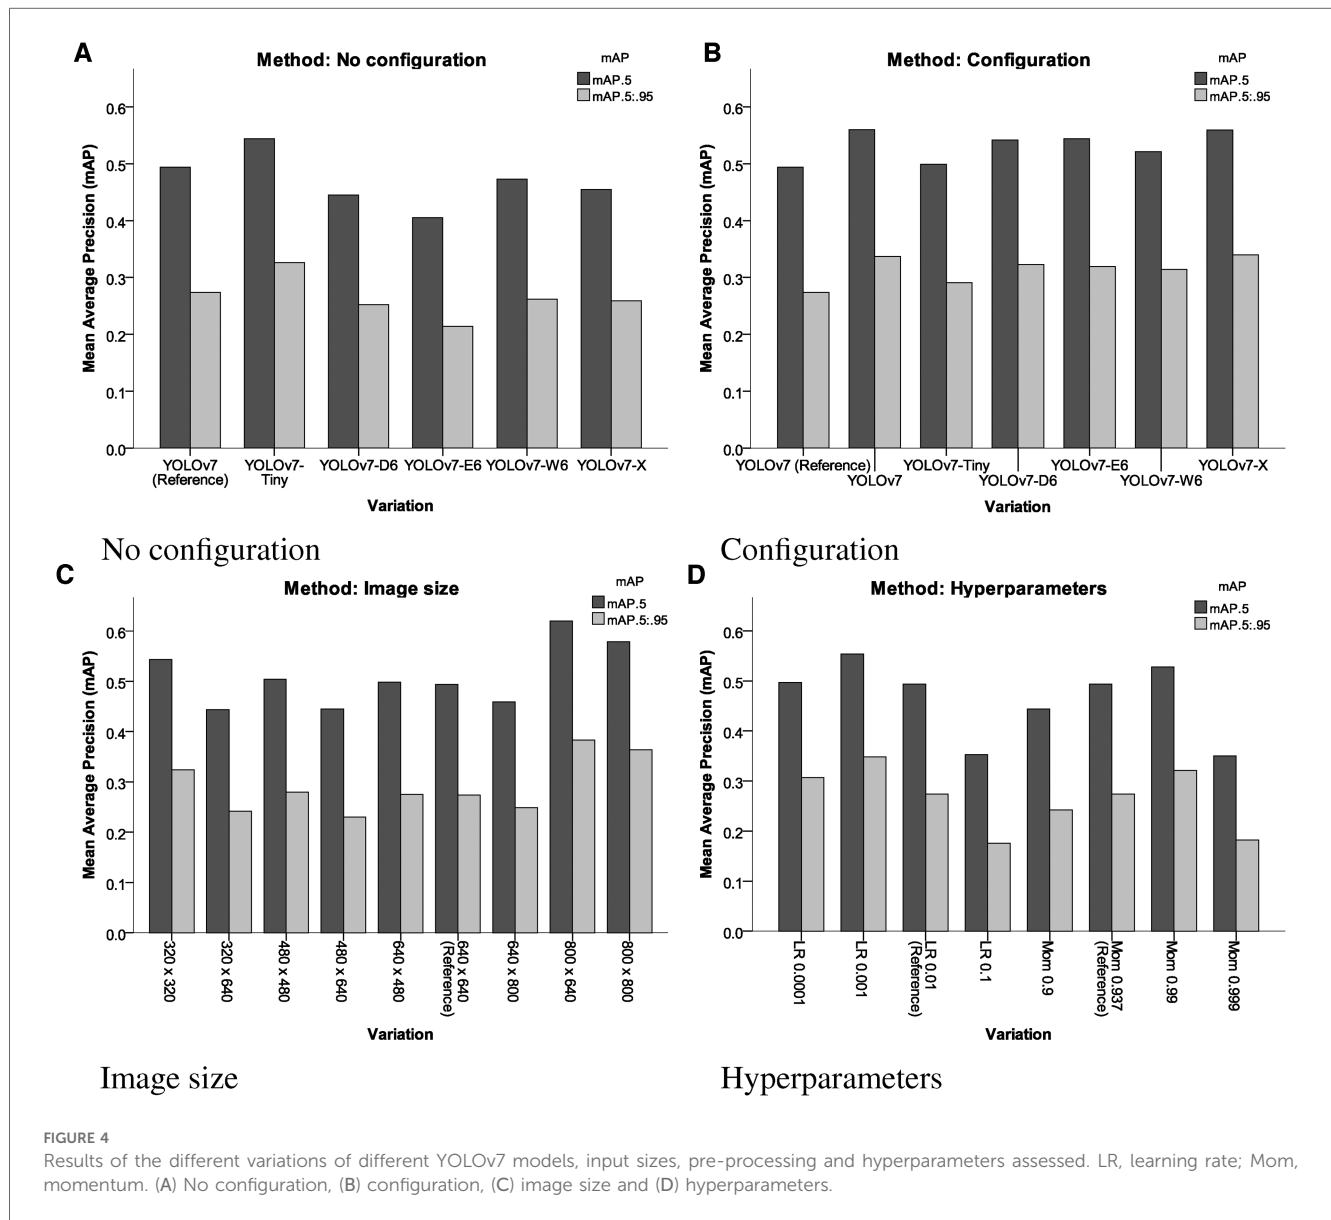 A
Method: No configuration
mAP
mAP.5
mAP.5:.95
Mean Average Precision (mAP)
0.6
0.5
0.4
0.3
0.2
0.1
0.0
YOLOv7 (Reference)
YOLOv7-Tiny
YOLOv7-D6
YOLOv7-E6
YOLOv7-W6
YOLOv7-X
Variation
No configuration
B
Method: Configuration
mAP
mAP.5
mAP.5:.95
Mean Average Precision (mAP)
0.6
0.5
0.4
0.3
0.2
0.1
0.0
YOLOv7 (Reference)
YOLOv7
YOLOv7-Tiny
YOLOv7-D6
YOLOv7-E6
YOLOv7-W6
YOLOv7-X
Variation
Configuration
C
Method: Image size
mAP
mAP.5
mAP.5:.95
Mean Average Precision (mAP)
0.6
0.5
0.4
0.3
0.2
0.1
0.0
320 x 320
320 x 640
480 x 480
480 x 640
640 x 480
640 x 640
(Reference)
640 x 800
800 x 640
800 x 800
Variation
Image size
D
Method: Hyperparameters
mAP
mAP.5
mAP.5:.95
Mean Average Precision (mAP)
0.6
0.5
0.4
0.3
0.2
0.1
0.0
LR 0.0001
LR 0.001
LR 0.01
(Reference)
LR 0.1
Mom 0.9
Mom 0.937
(Reference)
Mom 0.99
Mom 0.999
Variation
Hyperparameters
FIGURE 4
Results of the different variations of different YOLOv7 models, input sizes, pre-processing and hyperparameters assessed. LR, learning rate; Mom,
momentum. (A) No configuration, (B) configuration, (C) image size and (D) hyperparameters.